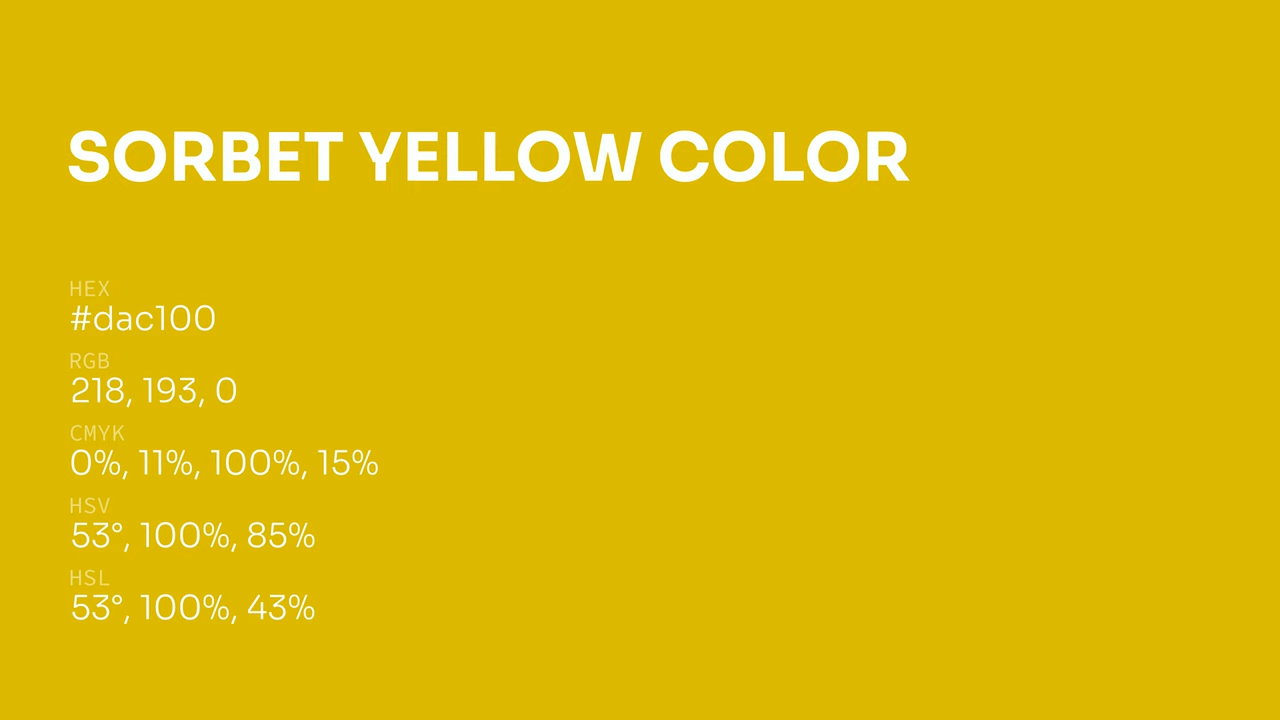 SORBET YELLOW COLOR
HEX
#dac100
RGB
218, 193, 0
CMYK
0%, 11%, 100%, 15%
HSV
53°, 100%, 85%
HSL
53°, 100%, 43%